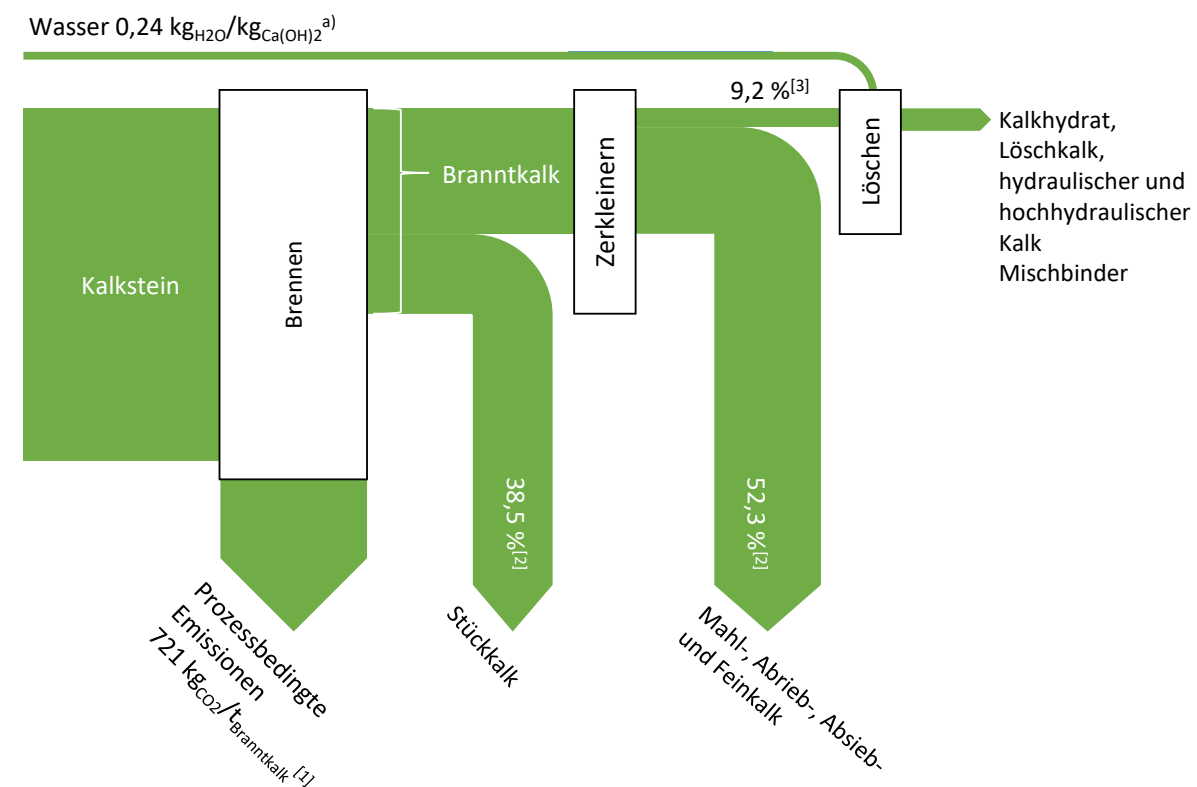 Wasser 0,24 kgH2O/kgCa(OH)2a)
9,2 %[3]
Kalkstein
Brennen
Branntkalk
Zerkleinern
Löschen
Kalkhydrat,
Löschkalk,
hydraulischer und
hochhydraulischer
Kalk
Mischbinder
38,5 %[2]
52,3 %[2]
Prozessbedingte
Emissionen
721 kgCO2/tBranntkalk [1]
Stückkalk
Mahl-, Abrieb-, Absieb-
und Feinkalk